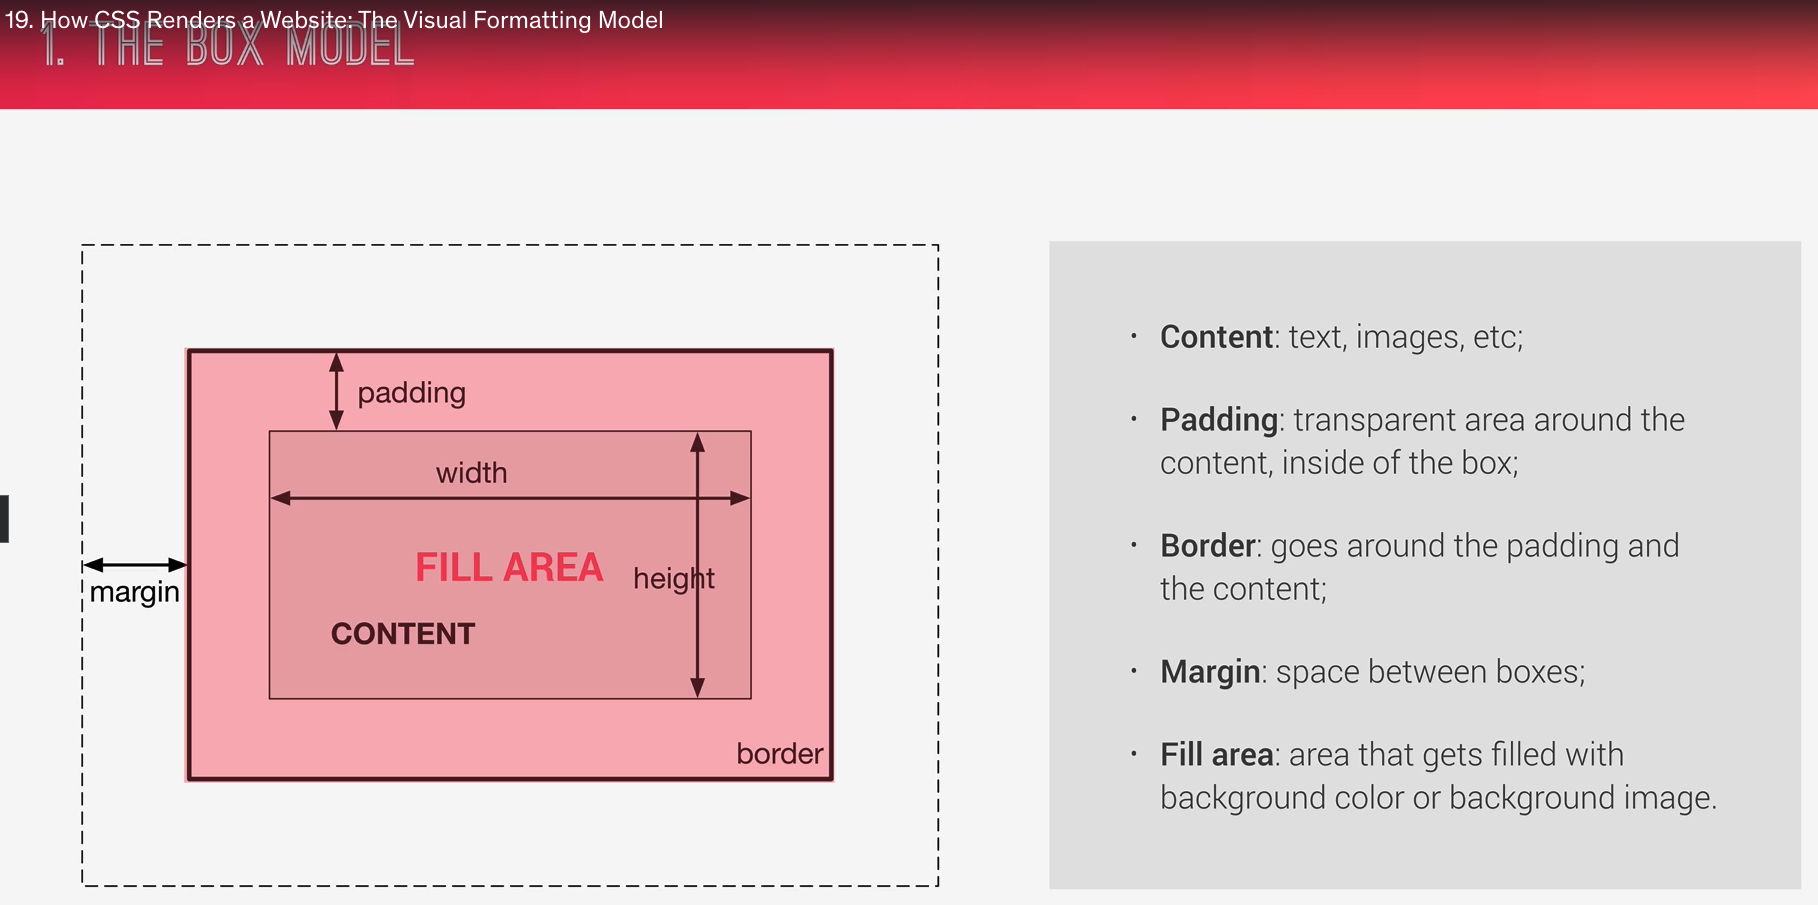 19. How CSS Renders a Website: The Visual Formatting Model
1. THE BOX MODEL
padding
width
FILL AREA
height
margin
CONTENT
border
• Content: text, images, etc;
• Padding: transparent area around the
content, inside of the box;
• Border: goes around the padding and
the content;
• Margin: space between boxes;
• Fill area: area that gets filled with
background color or background image.